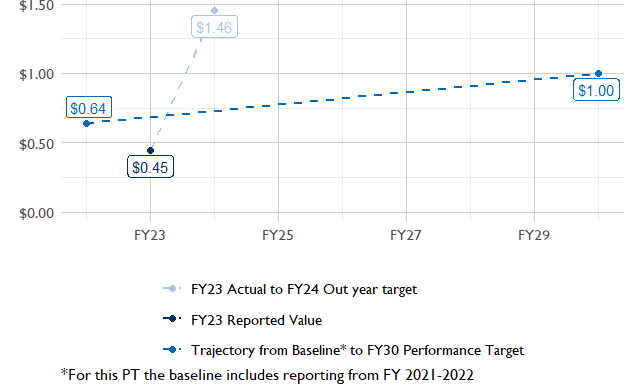 $1.50
$1.46
$1.00
$0.64
$1.00
$0.50
$0.45
$0.00
FY23 FY25 FY27 FY29
FY23 Actual to FY24 Out year target
FY23 Reported Value
Trajectory from Baseline* to FY30 Performance Target
*For this PT the baseline includes reporting from FY 2021-2022